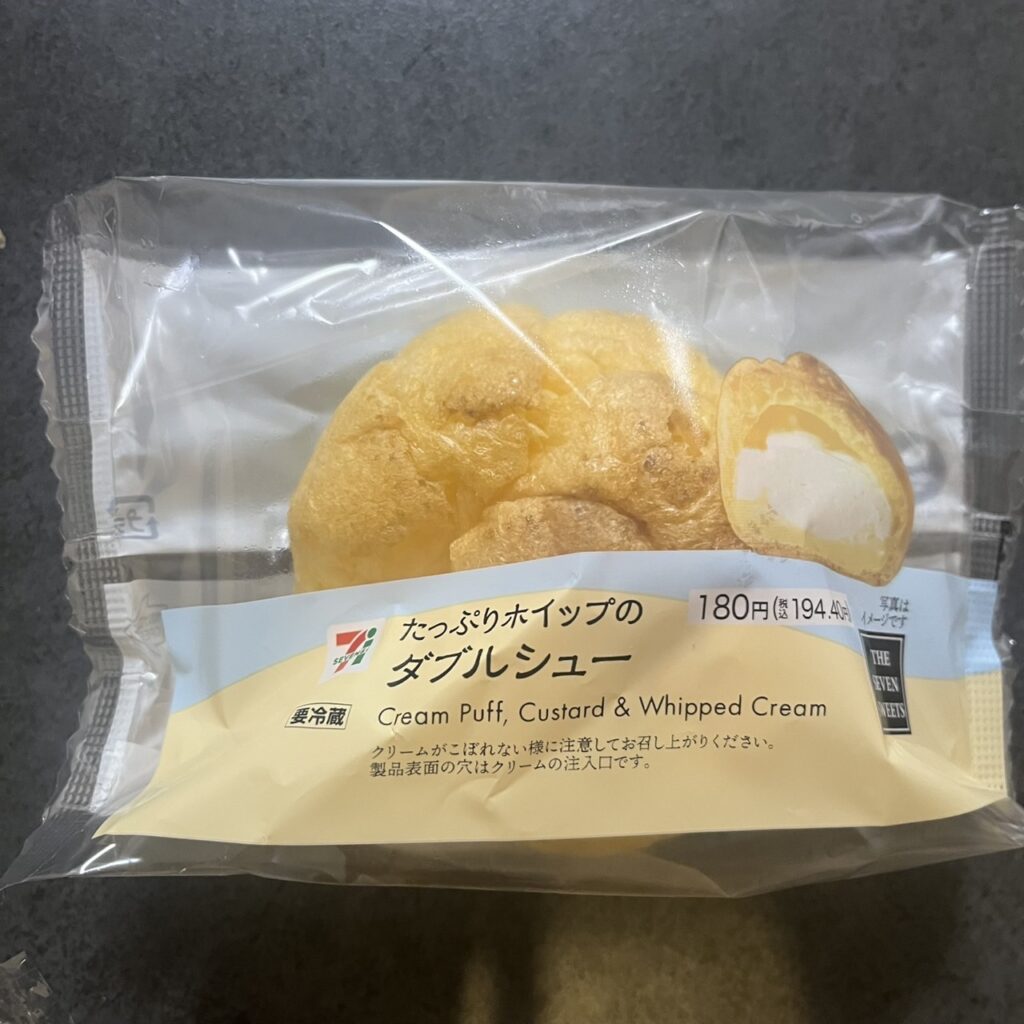 たっぷりホイップの
ダブルシュー
180円(税込194.40円
写真は
イメージです
7
SEVEN
THE
SEVEN
SWEETS
要冷蔵
Cream Puff, Custard & Whipped Cream
クリームがこぼれない様に注意してお召し上がりください。
製品表面の穴はクリームの注入口です。